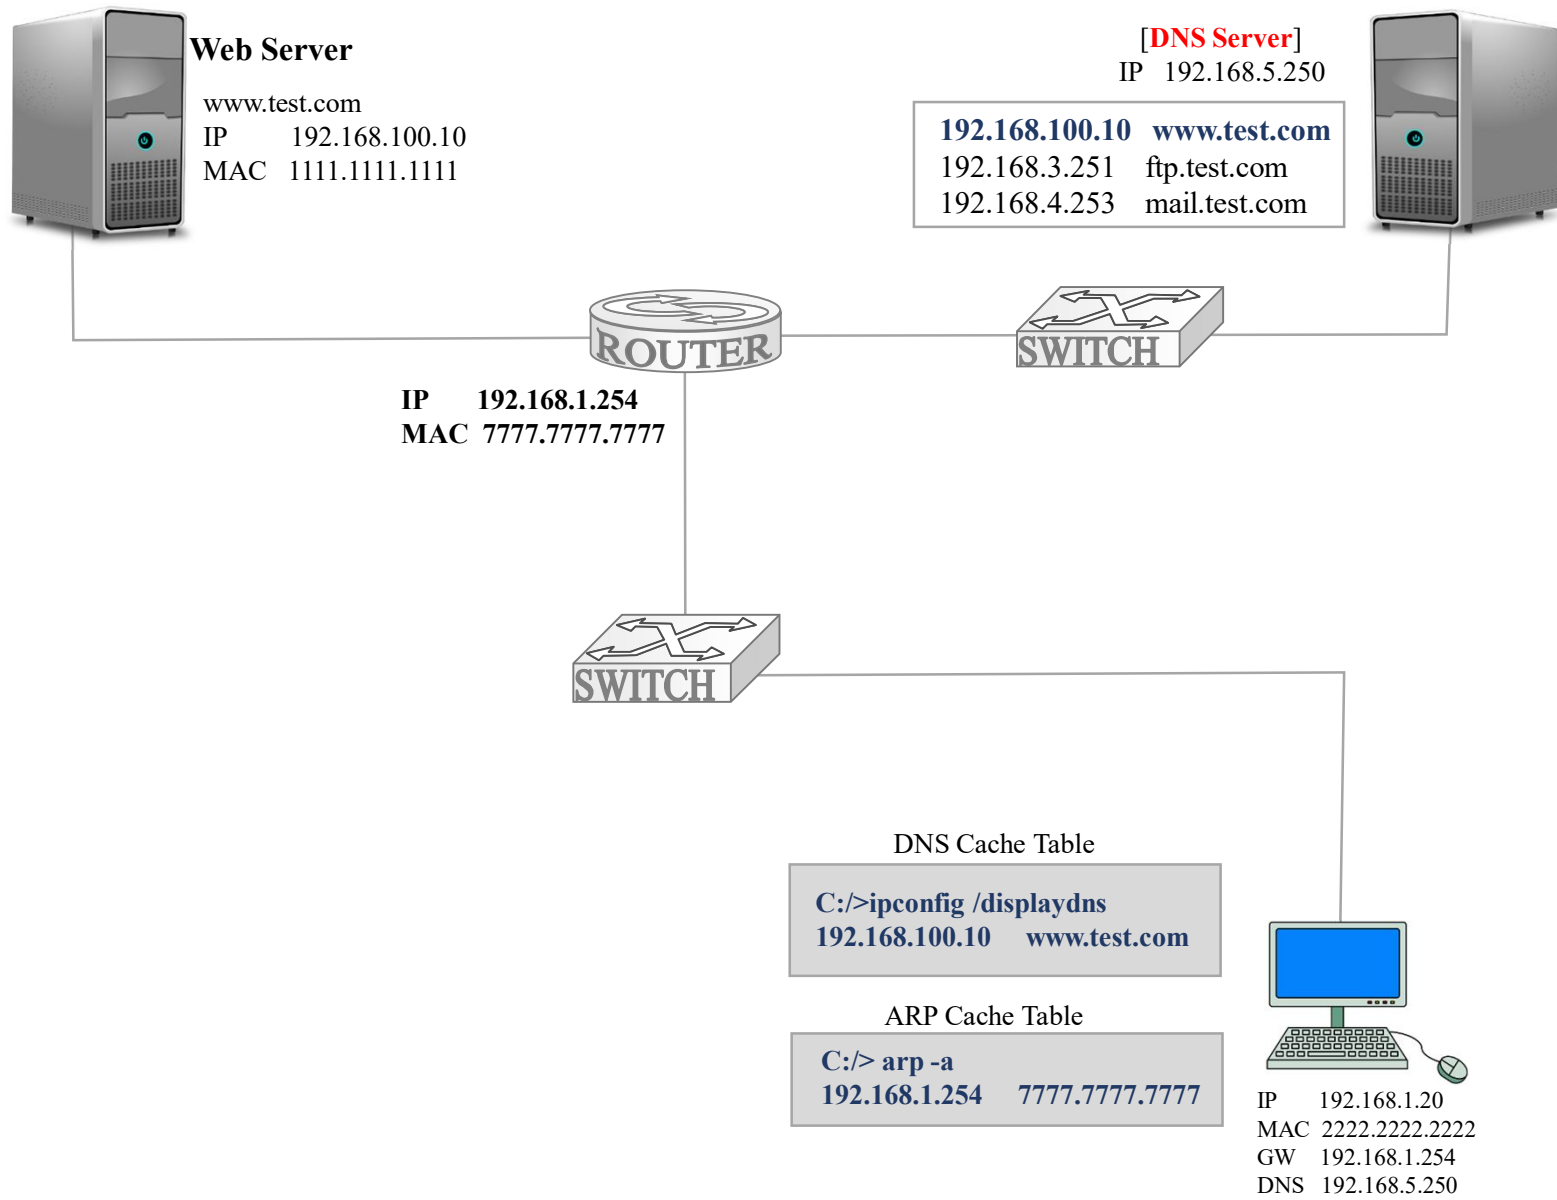 Web Server
www.test.com
IP 192.168.100.10
MAC 1111.1111.1111
[DNS Server]
IP 192.168.5.250
192.168.100.10 www.test.com
192.168.3.251 ftp.test.com
192.168.4.253 mail.test.com
ROUTER
SWITCH
IP 192.168.1.254
MAC 7777.7777.7777
SWITCH
DNS Cache Table
C:/>ipconfig /displaydns
192.168.100.10 www.test.com
ARP Cache Table
C:/> arp -a
192.168.1.254 7777.7777.7777
IP 192.168.1.20
MAC 2222.2222.2222
GW 192.168.1.254
DNS 192.168.5.250